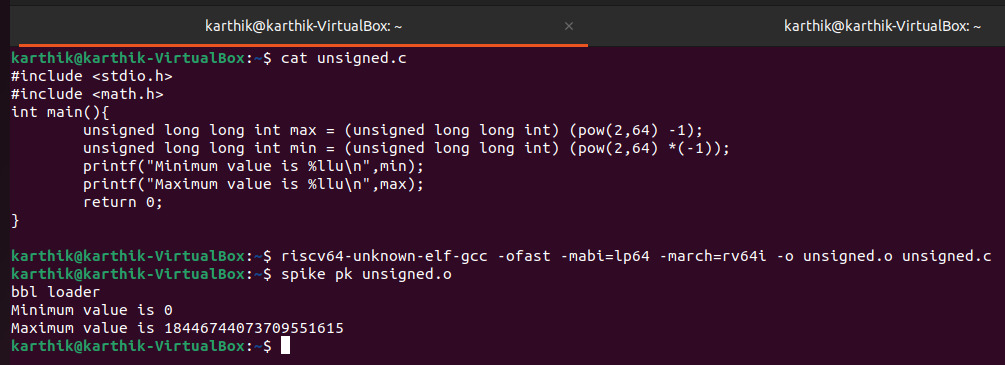 karthik@karthik-VirtualBox: ~ × karthik@karthik-VirtualBox: ~
karthik@karthik-VirtualBox:~$ cat unsigned.c
#include <stdio.h>
#include <math.h>
int main(){
        unsigned long long int max = (unsigned long long int) (pow(2,64) -1);
        unsigned long long int min = (unsigned long long int) (pow(2,64) *(-1));
        printf("Minimum value is %llu\n",min);
        printf("Maximum value is %llu\n",max);
        return 0;
}
karthik@karthik-VirtualBox:~$ riscv64-unknown-elf-gcc -ofast -mabi=lp64 -march=rv64i -o unsigned.o unsigned.c
karthik@karthik-VirtualBox:~$ spike pk unsigned.o
bbl loader
Minimum value is 0
Maximum value is 18446744073709551615
karthik@karthik-VirtualBox:~$